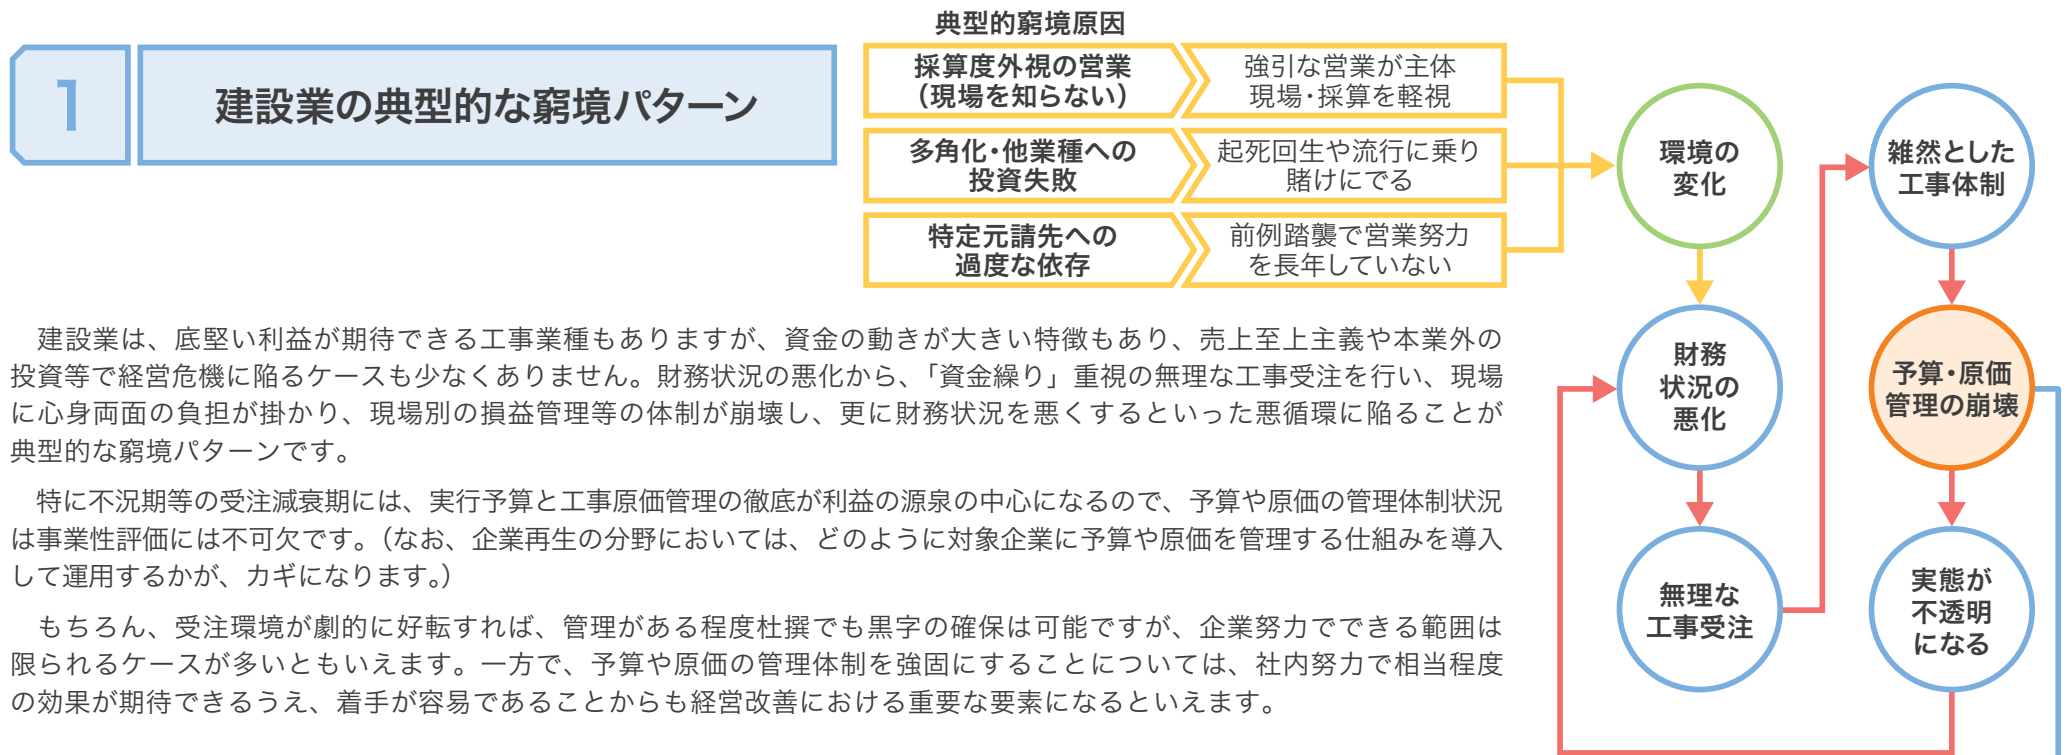 1
建設業の典型的な窮境パターン
典型的窮境原因
採算度外視の営業
（現場を知らない）
強引な営業が主体
現場・採算を軽視
多角化・他業種への
投資失敗
起死回生や流行に乗り
賭けにでる
特定元請先への
過度な依存
前例踏襲で営業努力
を長年していない
環境の
変化
財務
状況の
悪化
無理な
工事受注
雑然とした
工事体制
予算・原価
管理の崩壊
実態が
不透明
になる
　建設業は、底堅い利益が期待できる工事業種もありますが、資金の動きが大きい特徴もあり、売上至上主義や本業外の
投資等で経営危機に陥るケースも少なくありません。財務状況の悪化から、「資金繰り」重視の無理な工事受注を行い、現場
に心身両面の負担が掛かり、現場別の損益管理等の体制が崩壊し、更に財務状況を悪くするといった悪循環に陥ることが
典型的な窮境パターンです。
　特に不況期等の受注減衰期には、実行予算と工事原価管理の徹底が利益の源泉の中心になるので、予算や原価の管理体制状況
は事業性評価には不可欠です。（なお、企業再生の分野においては、どのように対象企業に予算や原価を管理する仕組みを導入
して運用するかが、カギになります。）
　もちろん、受注環境が劇的に好転すれば、管理がある程度杜撰でも黒字の確保は可能ですが、企業努力でできる範囲は
限られるケースが多いともいえます。一方で、予算や原価の管理体制を強固にすることについては、社内努力で相当程度
の効果が期待できるうえ、着手が容易であることからも経営改善における重要な要素になるといえます。